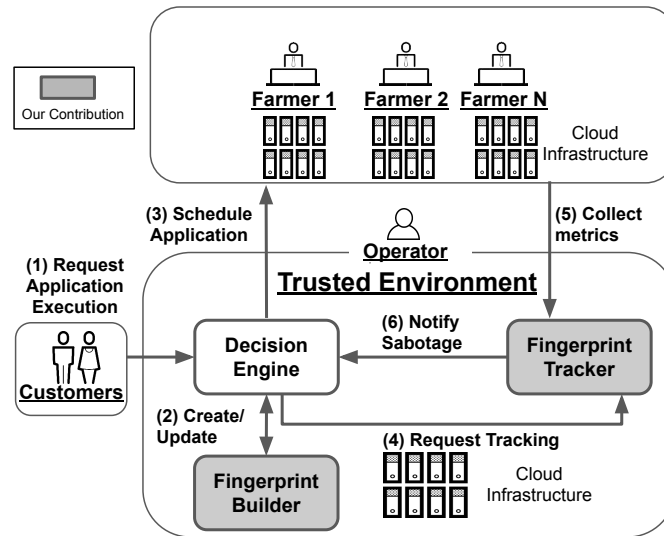 Farmer 1
Farmer 2
Farmer N
Our Contribution
Cloud
Infrastructure
(3) Schedule
Application
(5) Collect
metrics
Operator
(1) Request
Application
Execution
Trusted Environment
(6) Notify
Sabotage
Decision
Engine
Fingerprint
Tracker
Customers
(2) Create/
Update
(4) Request Tracking
Fingerprint
Builder
Cloud
Infrastructure